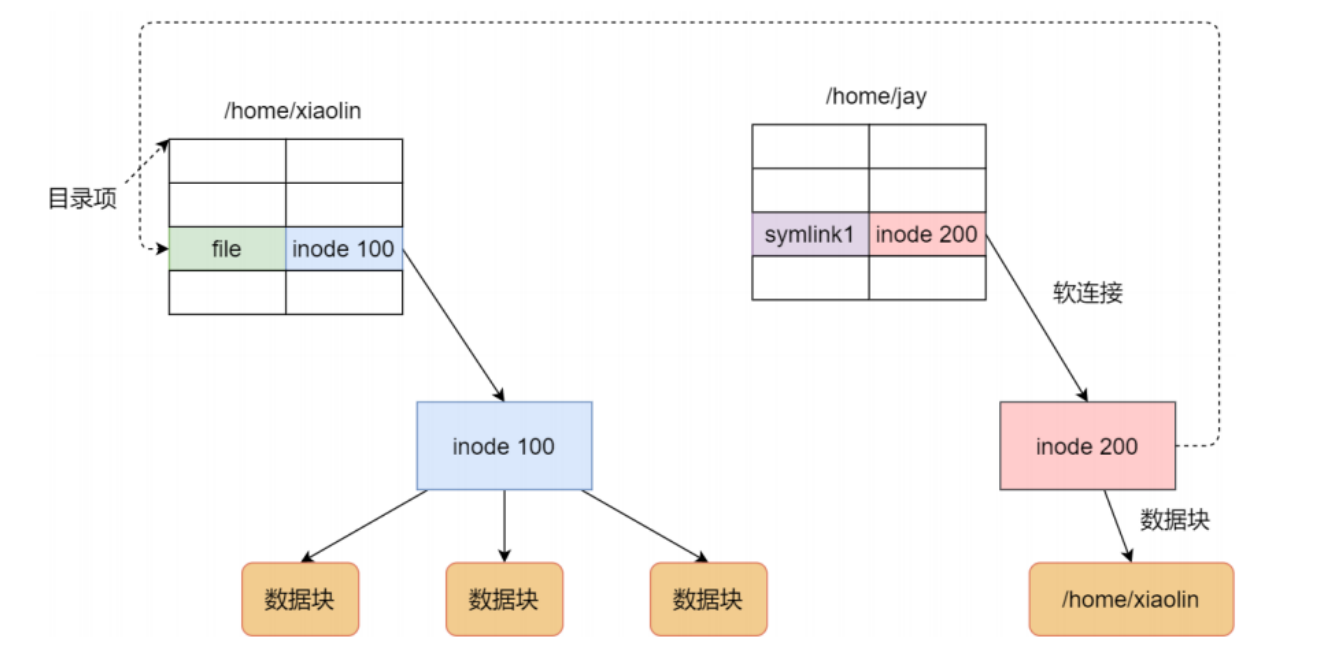 /home/xiaolin
/home/jay
目录项
file
inode 100
symlink1
inode 200
软连接
inode 100
inode 200
数据块
数据块
数据块
数据块
/home/xiaolin